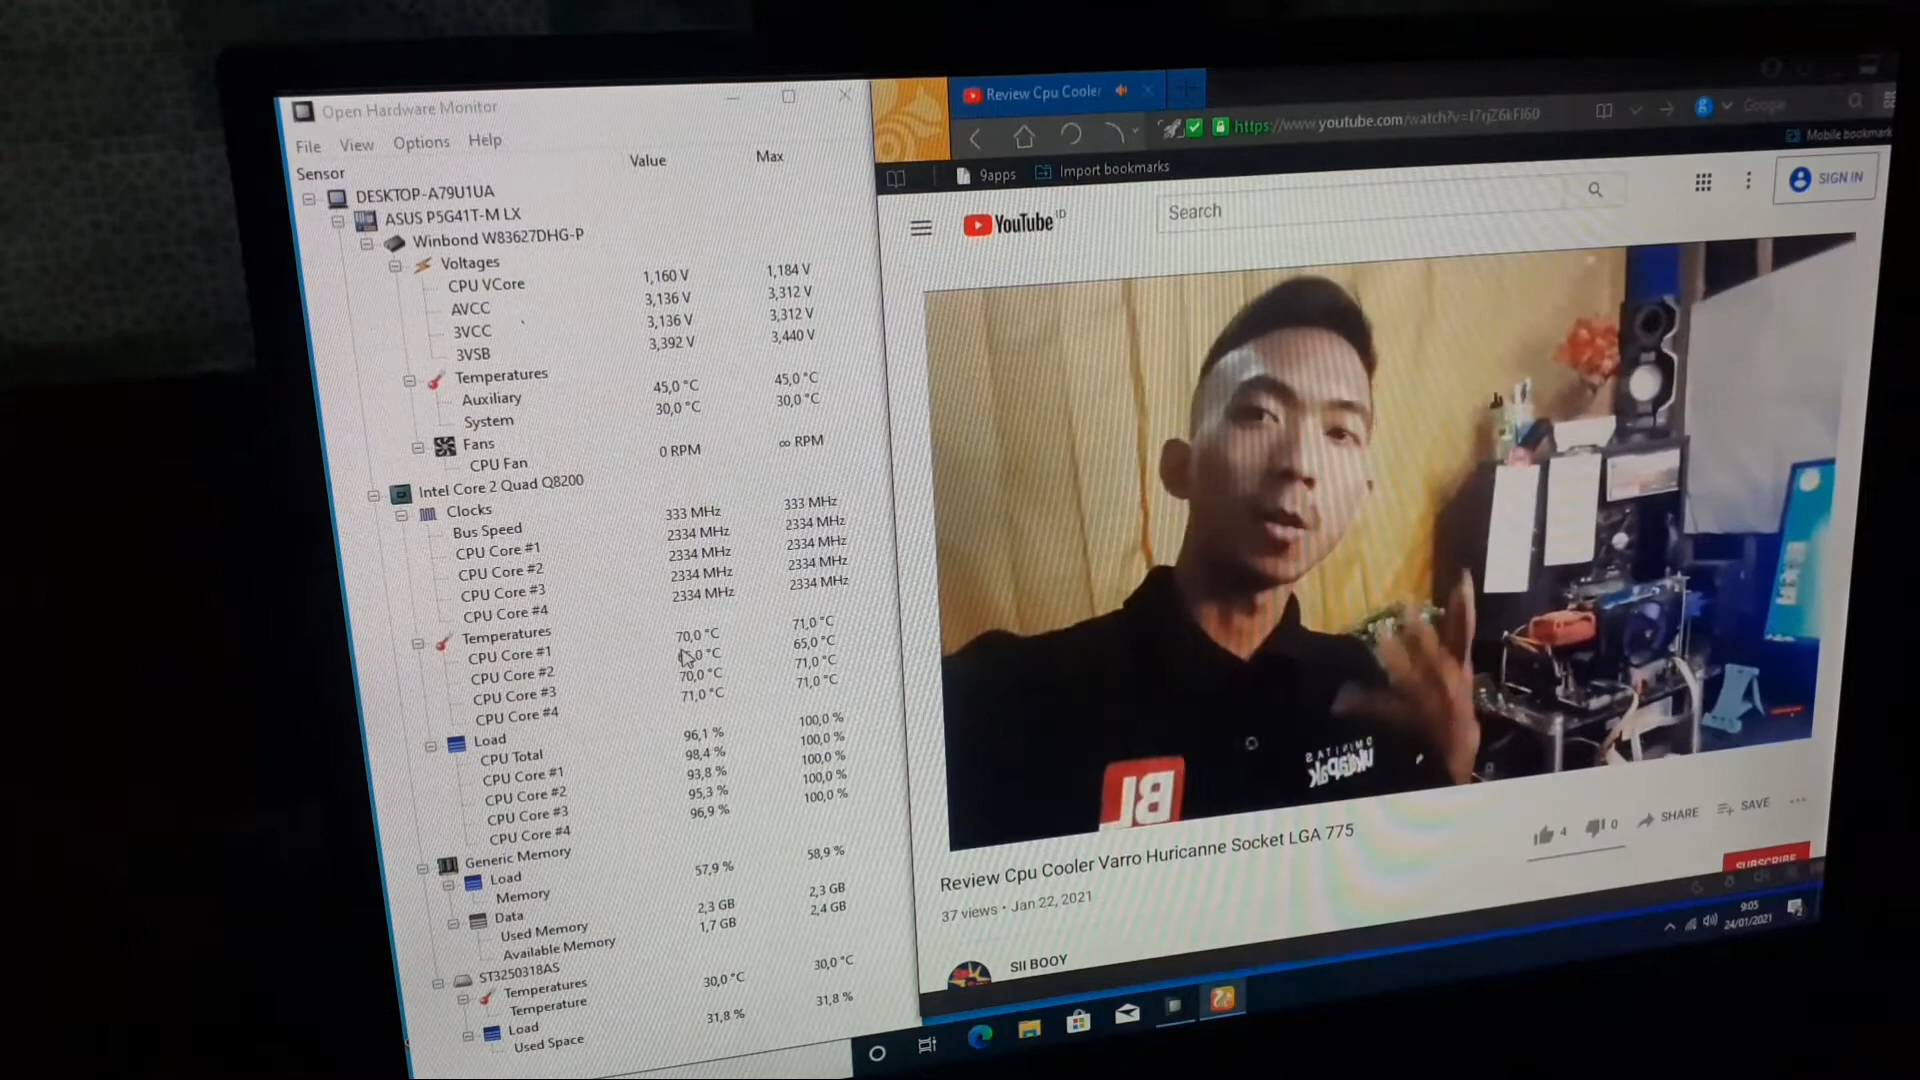 Open Hardware Monitor
File View Options Help
Sensor Value Max
DESKTOP-A79U1UA
ASUS P5G41T-M LX
Winbond W83627DHG-P
Voltages
CPU VCore 1,160 V 1,184 V
AVCC 3,136 V 3,312 V
3VCC 3,136 V 3,312 V
3VSB 3,392 V 3,440 V
Temperatures
Auxiliary 45,0 °C 45,0 °C
System 30,0 °C 30,0 °C
Fans
CPU Fan 0 RPM ∞ RPM
Intel Core 2 Quad Q8200
Clocks
Bus Speed 333 MHz 333 MHz
CPU Core #1 2334 MHz 2334 MHz
CPU Core #2 2334 MHz 2334 MHz
CPU Core #3 2334 MHz 2334 MHz
CPU Core #4 2334 MHz 2334 MHz
Temperatures
CPU Core #1 70,0 °C 71,0 °C
CPU Core #2 65,0 °C
CPU Core #3 70,0 °C 71,0 °C
CPU Core #4 71,0 °C 71,0 °C
Load
CPU Total 96,1 % 100,0 %
CPU Core #1 98,4 % 100,0 %
CPU Core #2 93,8 % 100,0 %
CPU Core #3 95,3 % 100,0 %
CPU Core #4 96,9 % 100,0 %
Generic Memory
Load
Memory 57,9 % 58,9 %
Data
Used Memory 2,3 GB 2,3 GB
Available Memory 1,7 GB 2,4 GB
ST3250318AS
Temperatures
Temperature 30,0 °C 30,0 °C
Load
Used Space 31,8 % 31,8 %
Review Cpu Cooler
Google
Mobile bookmark
9apps Import bookmarks
YouTube ID
Search
SIGN IN
BL
Review Cpu Cooler Varro Huricanne Socket LGA 775
37 views • Jan 22, 2021
4 0 SHARE SAVE
SUBSCRIBE
SII BOOY
9:05
24/01/2021